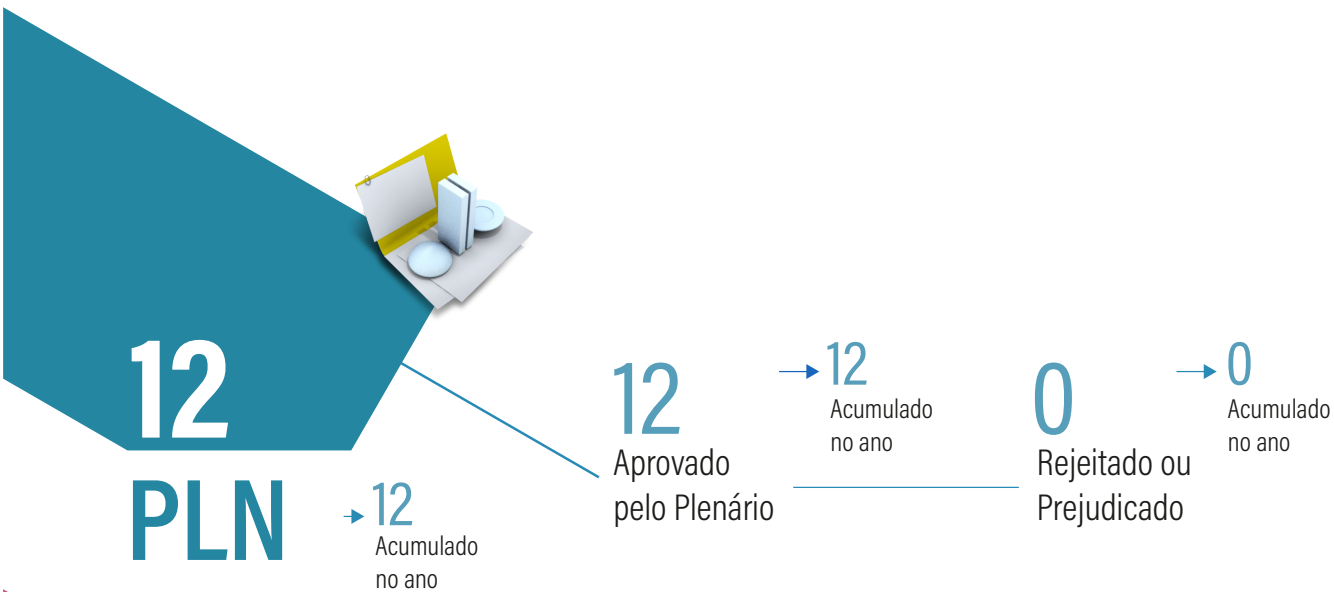 12
PLN
12
Acumulado
no ano
12
Aprovado
pelo Plenário
12
Acumulado
no ano
0
Rejeitado ou
Prejudicado
0
Acumulado
no ano